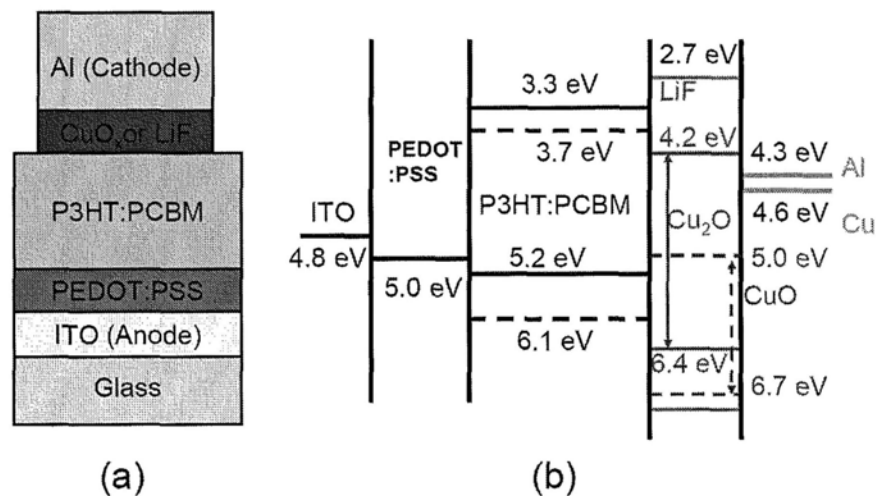 Al (Cathode)
CuOₓor LiF
P3HT:PCBM
PEDOT:PSS
ITO (Anode)
Glass
(a)
ITO
4.8 eV
PEDOT
:PSS
5.0 eV
3.3 eV
3.7 eV
P3HT:PCBM
5.2 eV
6.1 eV
2.7 eV
LiF
4.2 eV
Cu₂O
6.4 eV
4.3 eV
Al
4.6 eV
Cu
5.0 eV
CuO
6.7 eV
(b)